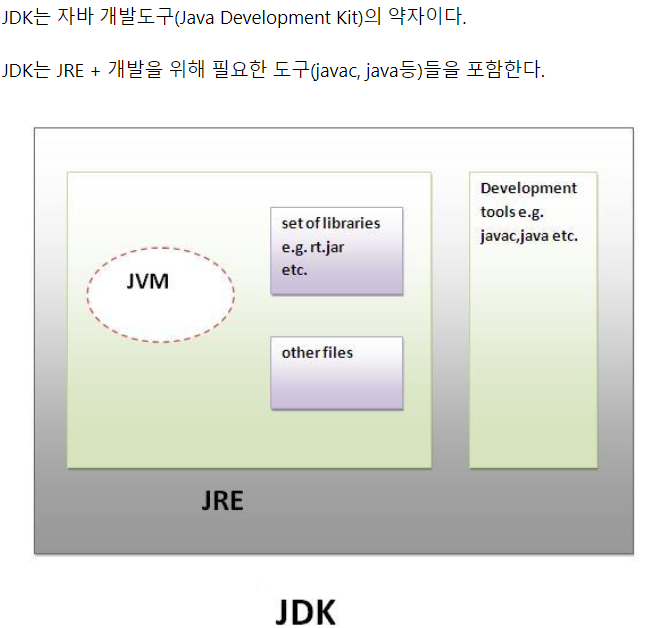 JDK는 자바 개발도구(Java Development Kit)의 약자이다.
JDK는 JRE + 개발을 위해 필요한 도구(javac, java등)들을 포함한다.
JVM
set of libraries
e.g. rt.jar
etc.
other files
Development
tools e.g.
javac,java etc.
JRE
JDK